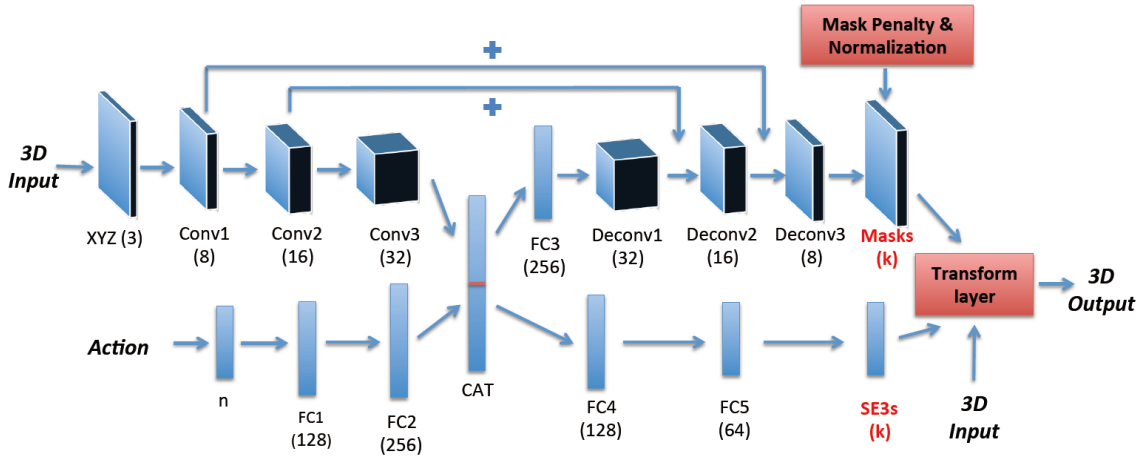 Mask Penalty &
Normalization
+
+
3D
Input
XYZ (3)
Conv1
(8)
Conv2
(16)
Conv3
(32)
FC3
(256)
Deconv1
(32)
Deconv2
(16)
Deconv3
(8)
Masks
(k)
Transform
layer
3D
Output
Action
n
FC1
(128)
FC2
(256)
CAT
FC4
(128)
FC5
(64)
SE3s
(k)
3D
Input